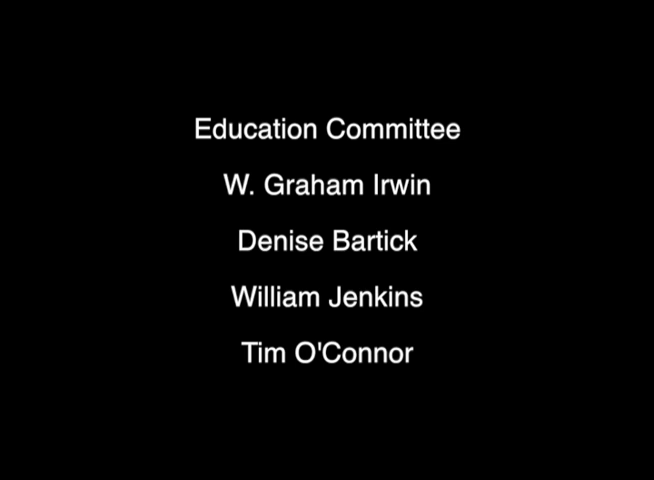 Education Committee
W. Graham Irwin
Denise Bartick
William Jenkins
Tim O'Connor